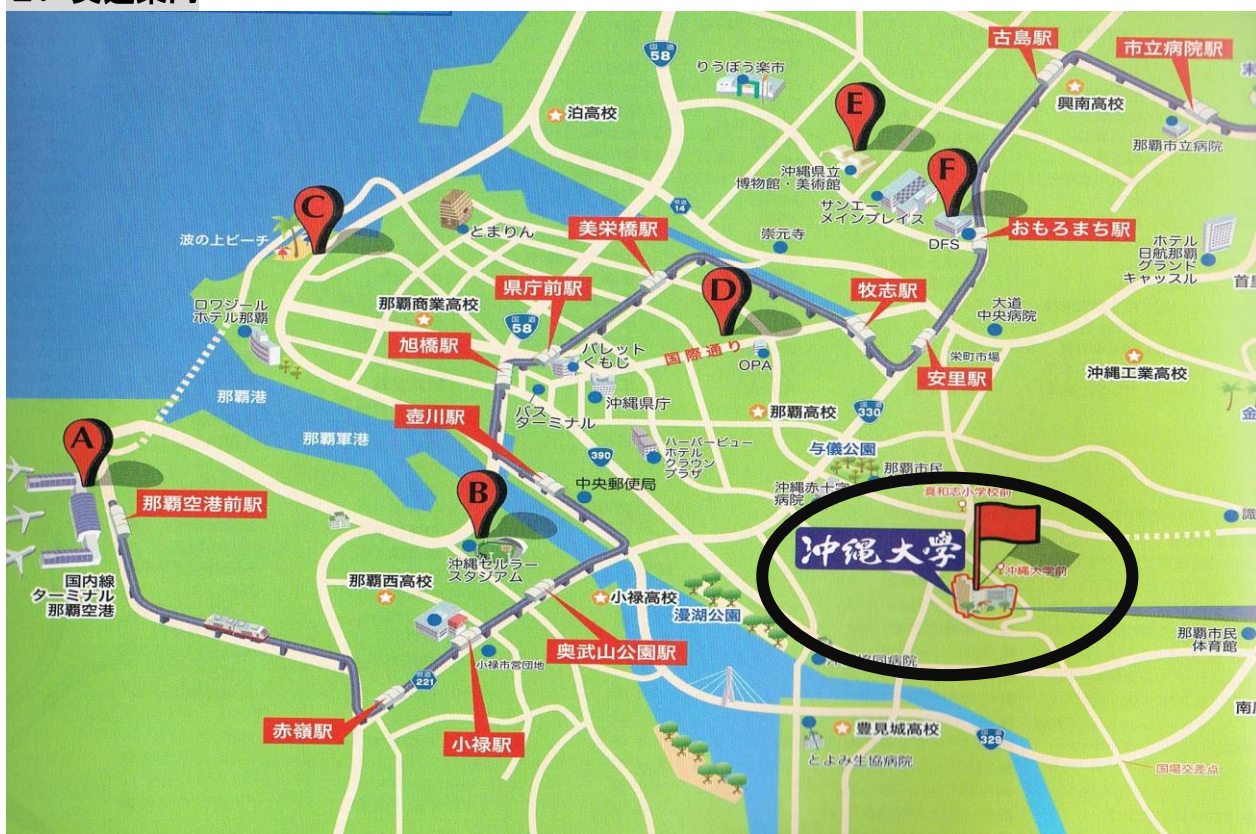 国道
58
古島駅
市立病院駅
りうぼう楽市
興南高校
泊高校
E
那覇市立病院
沖縄県立
博物館・美術館
F
C
県道
14
サンエー
メインプレイス
とまりん
美栄橋駅
崇元寺
おもろまち駅
波の上ビーチ
DFS
ホテル
日航那覇
グランド
キャッスル
県庁前駅
D
牧志駅
那覇商業高校
ロワジール
ホテル那覇
大道
中央病院
国道
58
旭橋駅
国際通り
パレット
くもじ
OPA
安里駅
栄町市場
沖縄工業高校
那覇港
バス
ターミナル
沖縄県庁
那覇高校
国道
330
壺川駅
那覇軍港
A
390
ハーバービュー
ホテル
クラウン
プラザ
与儀公園
那覇市民
中央郵便局
沖縄赤十字
病院
真和志小学校前
B
那覇空港前駅
沖縄大學
沖縄大学前
沖縄セルラー
スタジアム
国内線
ターミナル
那覇空港
那覇西高校
小禄高校
漫湖公園
那覇市民
体育館
奥武山公園駅
小禄市営団地
県道
221
赤嶺駅
小禄駅
豊見城高校
国道
329
とよみ生協病院
国場交差点